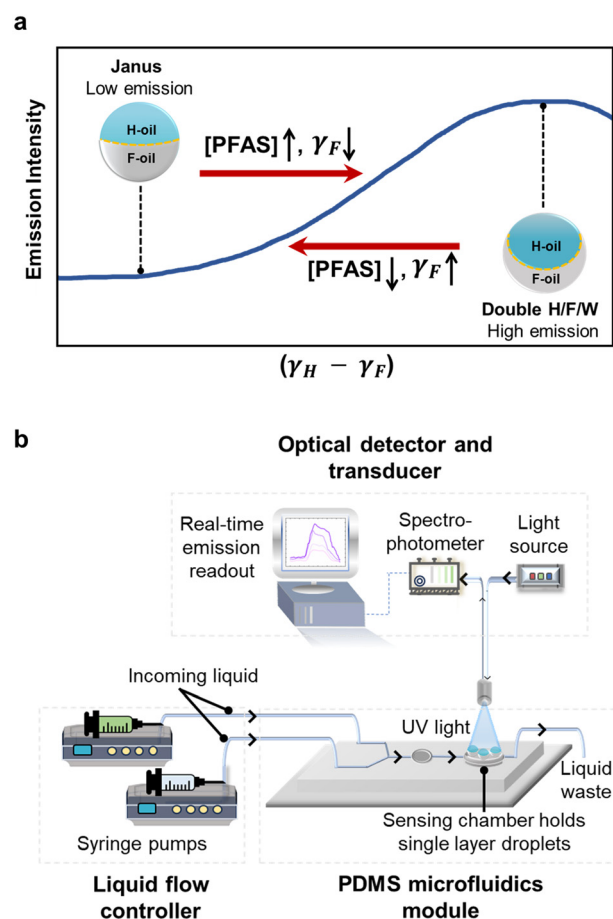 a
Emission Intensity
Janus
Low emission
H-oil
F-oil
[PFAS]↑, γF↓
[PFAS]↓, γF↑
H-oil
F-oil
Double H/F/W
High emission
(γH − γF)
b
Optical detector and
transducer
Real-time
emission
readout
Spectro-
photometer
Light
source
Incoming liquid
UV light
Liquid
waste
Sensing chamber holds
single layer droplets
Syringe pumps
Liquid flow
controller
PDMS microfluidics
module